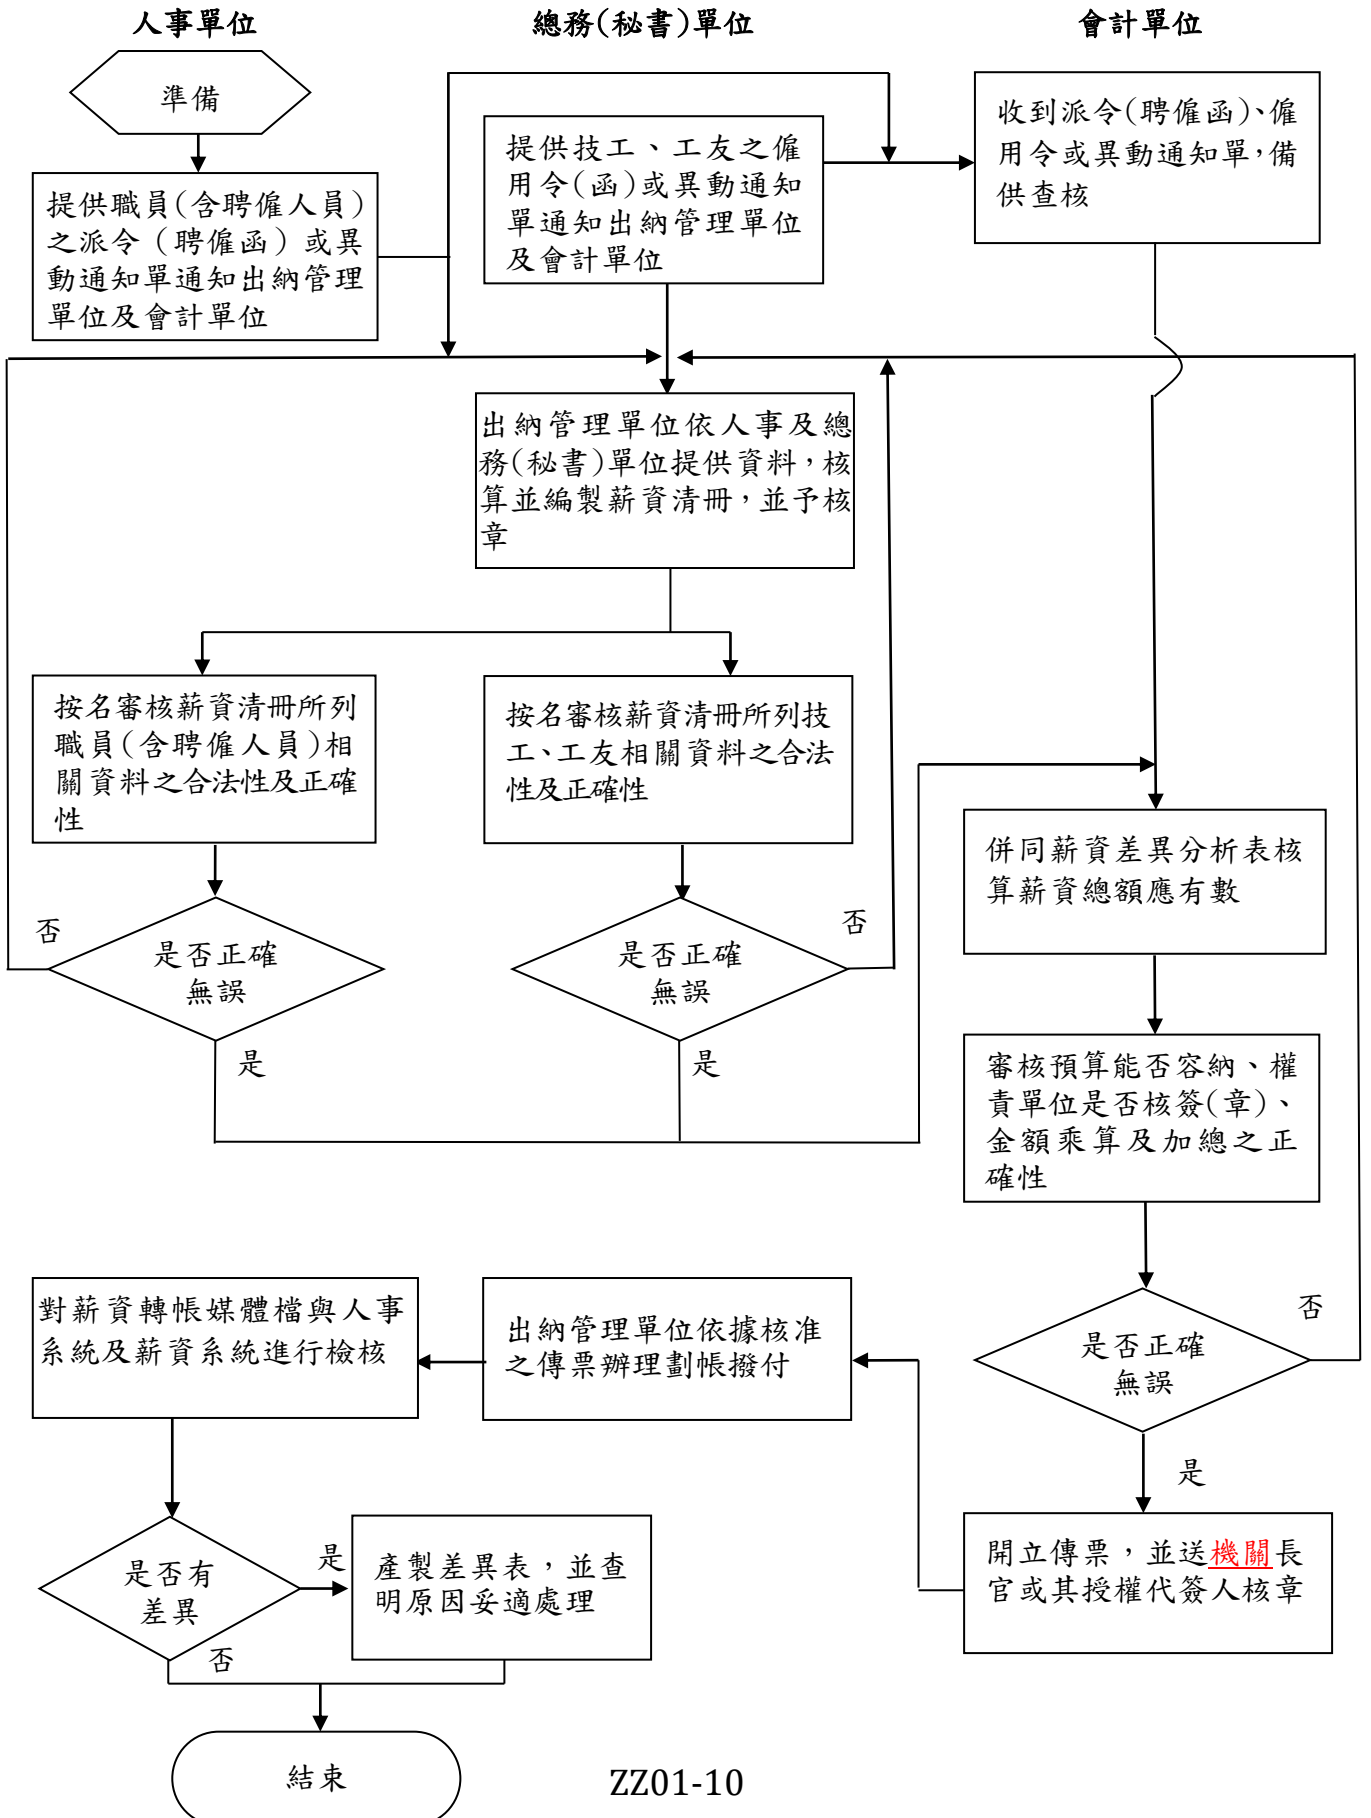 人事單位
總務(秘書)單位
會計單位
準備
提供職員(含聘僱人員)
之派令（聘僱函）或異
動通知單通知出納管理
單位及會計單位
提供技工、工友之僱
用令(函)或異動通知
單通知出納管理單位
及會計單位
收到派令(聘僱函)、僱
用令或異動通知單，備
供查核
出納管理單位依人事及總
務(秘書)單位提供資料，核
算並編製薪資清冊，並予核
章
按名審核薪資清冊所列
職員(含聘僱人員)相
關資料之合法性及正確
性
按名審核薪資清冊所列技
工、工友相關資料之合法
性及正確性
併同薪資差異分析表核
算薪資總額應有數
否
是否正確
無誤
是
否
是否正確
無誤
是
審核預算能否容納、權
責單位是否核簽(章)、
金額乘算及加總之正
確性
否
是否正確
無誤
是
開立傳票，並送機關長
官或其授權代簽人核章
出納管理單位依據核准
之傳票辦理劃帳撥付
對薪資轉帳媒體檔與人事
系統及薪資系統進行檢核
是否有
差異
是
產製差異表，並查
明原因妥適處理
否
結束
ZZ01-10